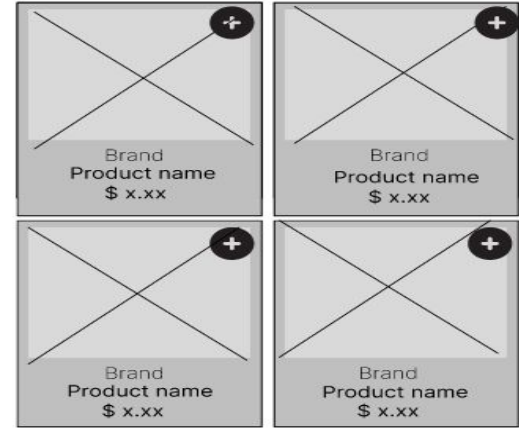 +
+
Brand
Brand
Product name
Product name
$ x.xx
$ x.xx
+
+
Brand
Brand
Product name
Product name
$ x.xx
$ x.xx